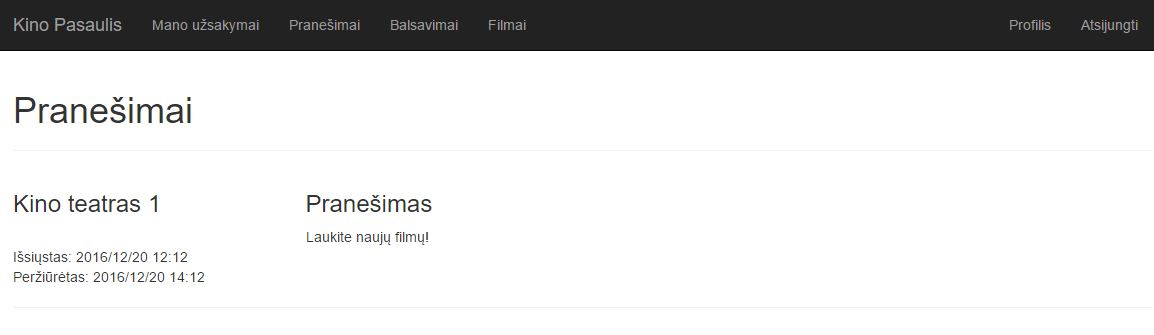 Kino Pasaulis Mano užsakymai Pranešimai Balsavimai Filmai Profilis Atsijungti
Pranešimai
Kino teatras 1
Išsiųstas: 2016/12/20 12:12
Peržiūrėtas: 2016/12/20 14:12
Pranešimas
Laukite naujų filmų!